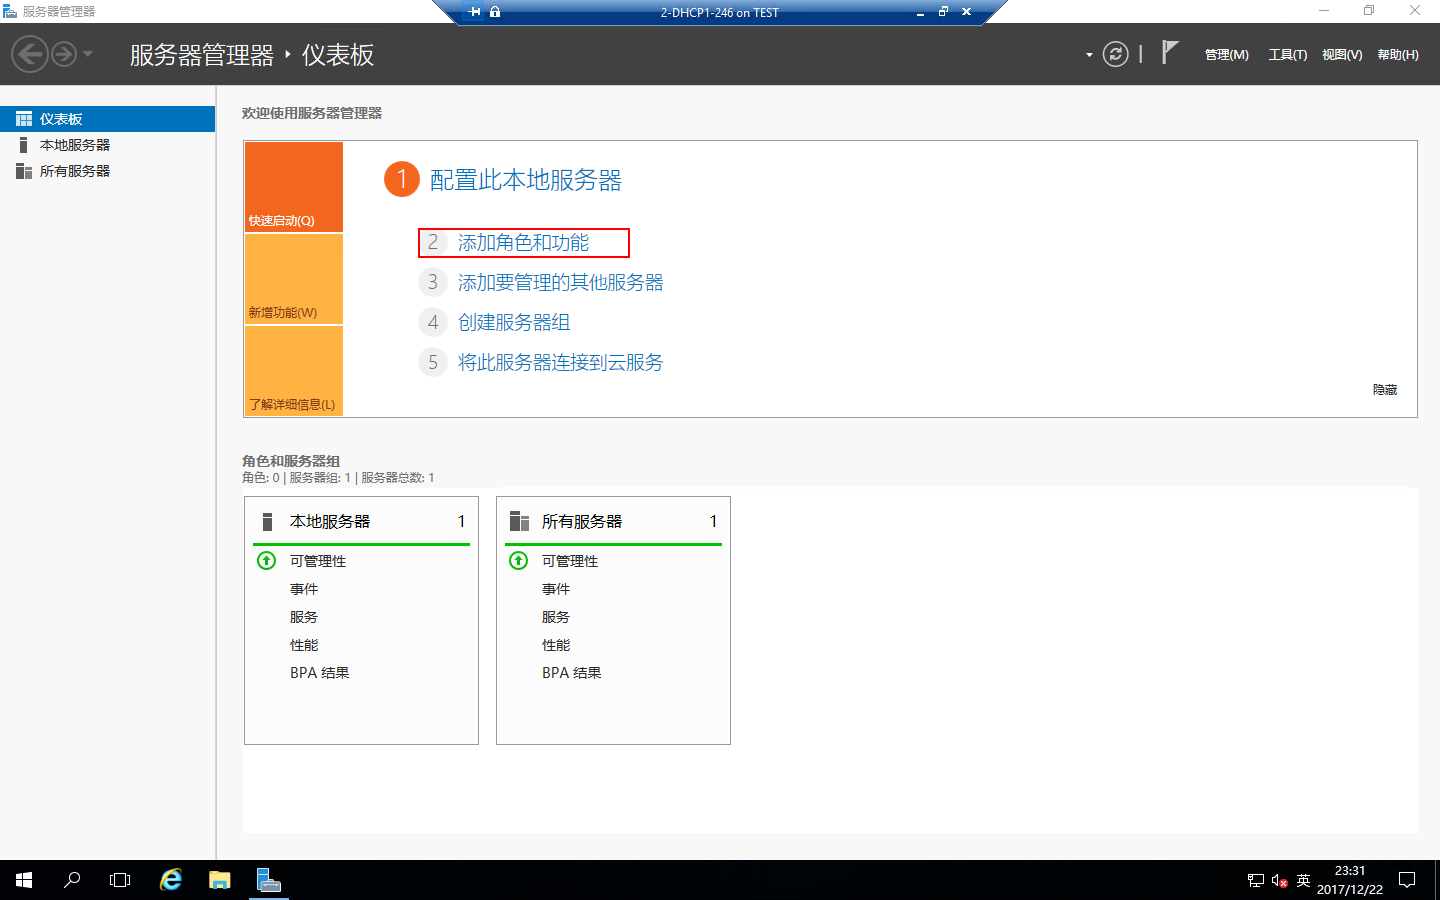 服务器管理器
2-DHCP1-246 on TEST
服务器管理器 · 仪表板
管理(M) 工具(T) 视图(V) 帮助(H)
仪表板
本地服务器
所有服务器
欢迎使用服务器管理器
快速启动(Q)
新增功能(W)
了解详细信息(L)
1 配置此本地服务器
2 添加角色和功能
3 添加要管理的其他服务器
4 创建服务器组
5 将此服务器连接到云服务
隐藏
角色和服务器组
角色: 0 | 服务器组: 1 | 服务器总数: 1
本地服务器 1
可管理性
事件
服务
性能
BPA 结果
所有服务器 1
可管理性
事件
服务
性能
BPA 结果
英
23:31
2017/12/22